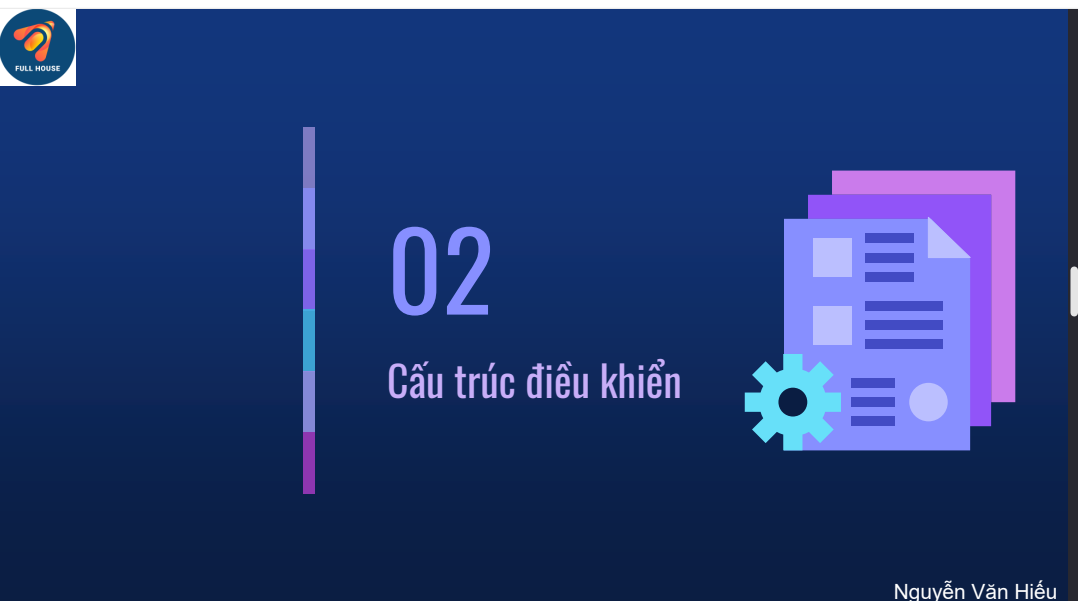 FULL HOUSE
02
Cấu trúc điều khiển
Nguyễn Văn Hiếu